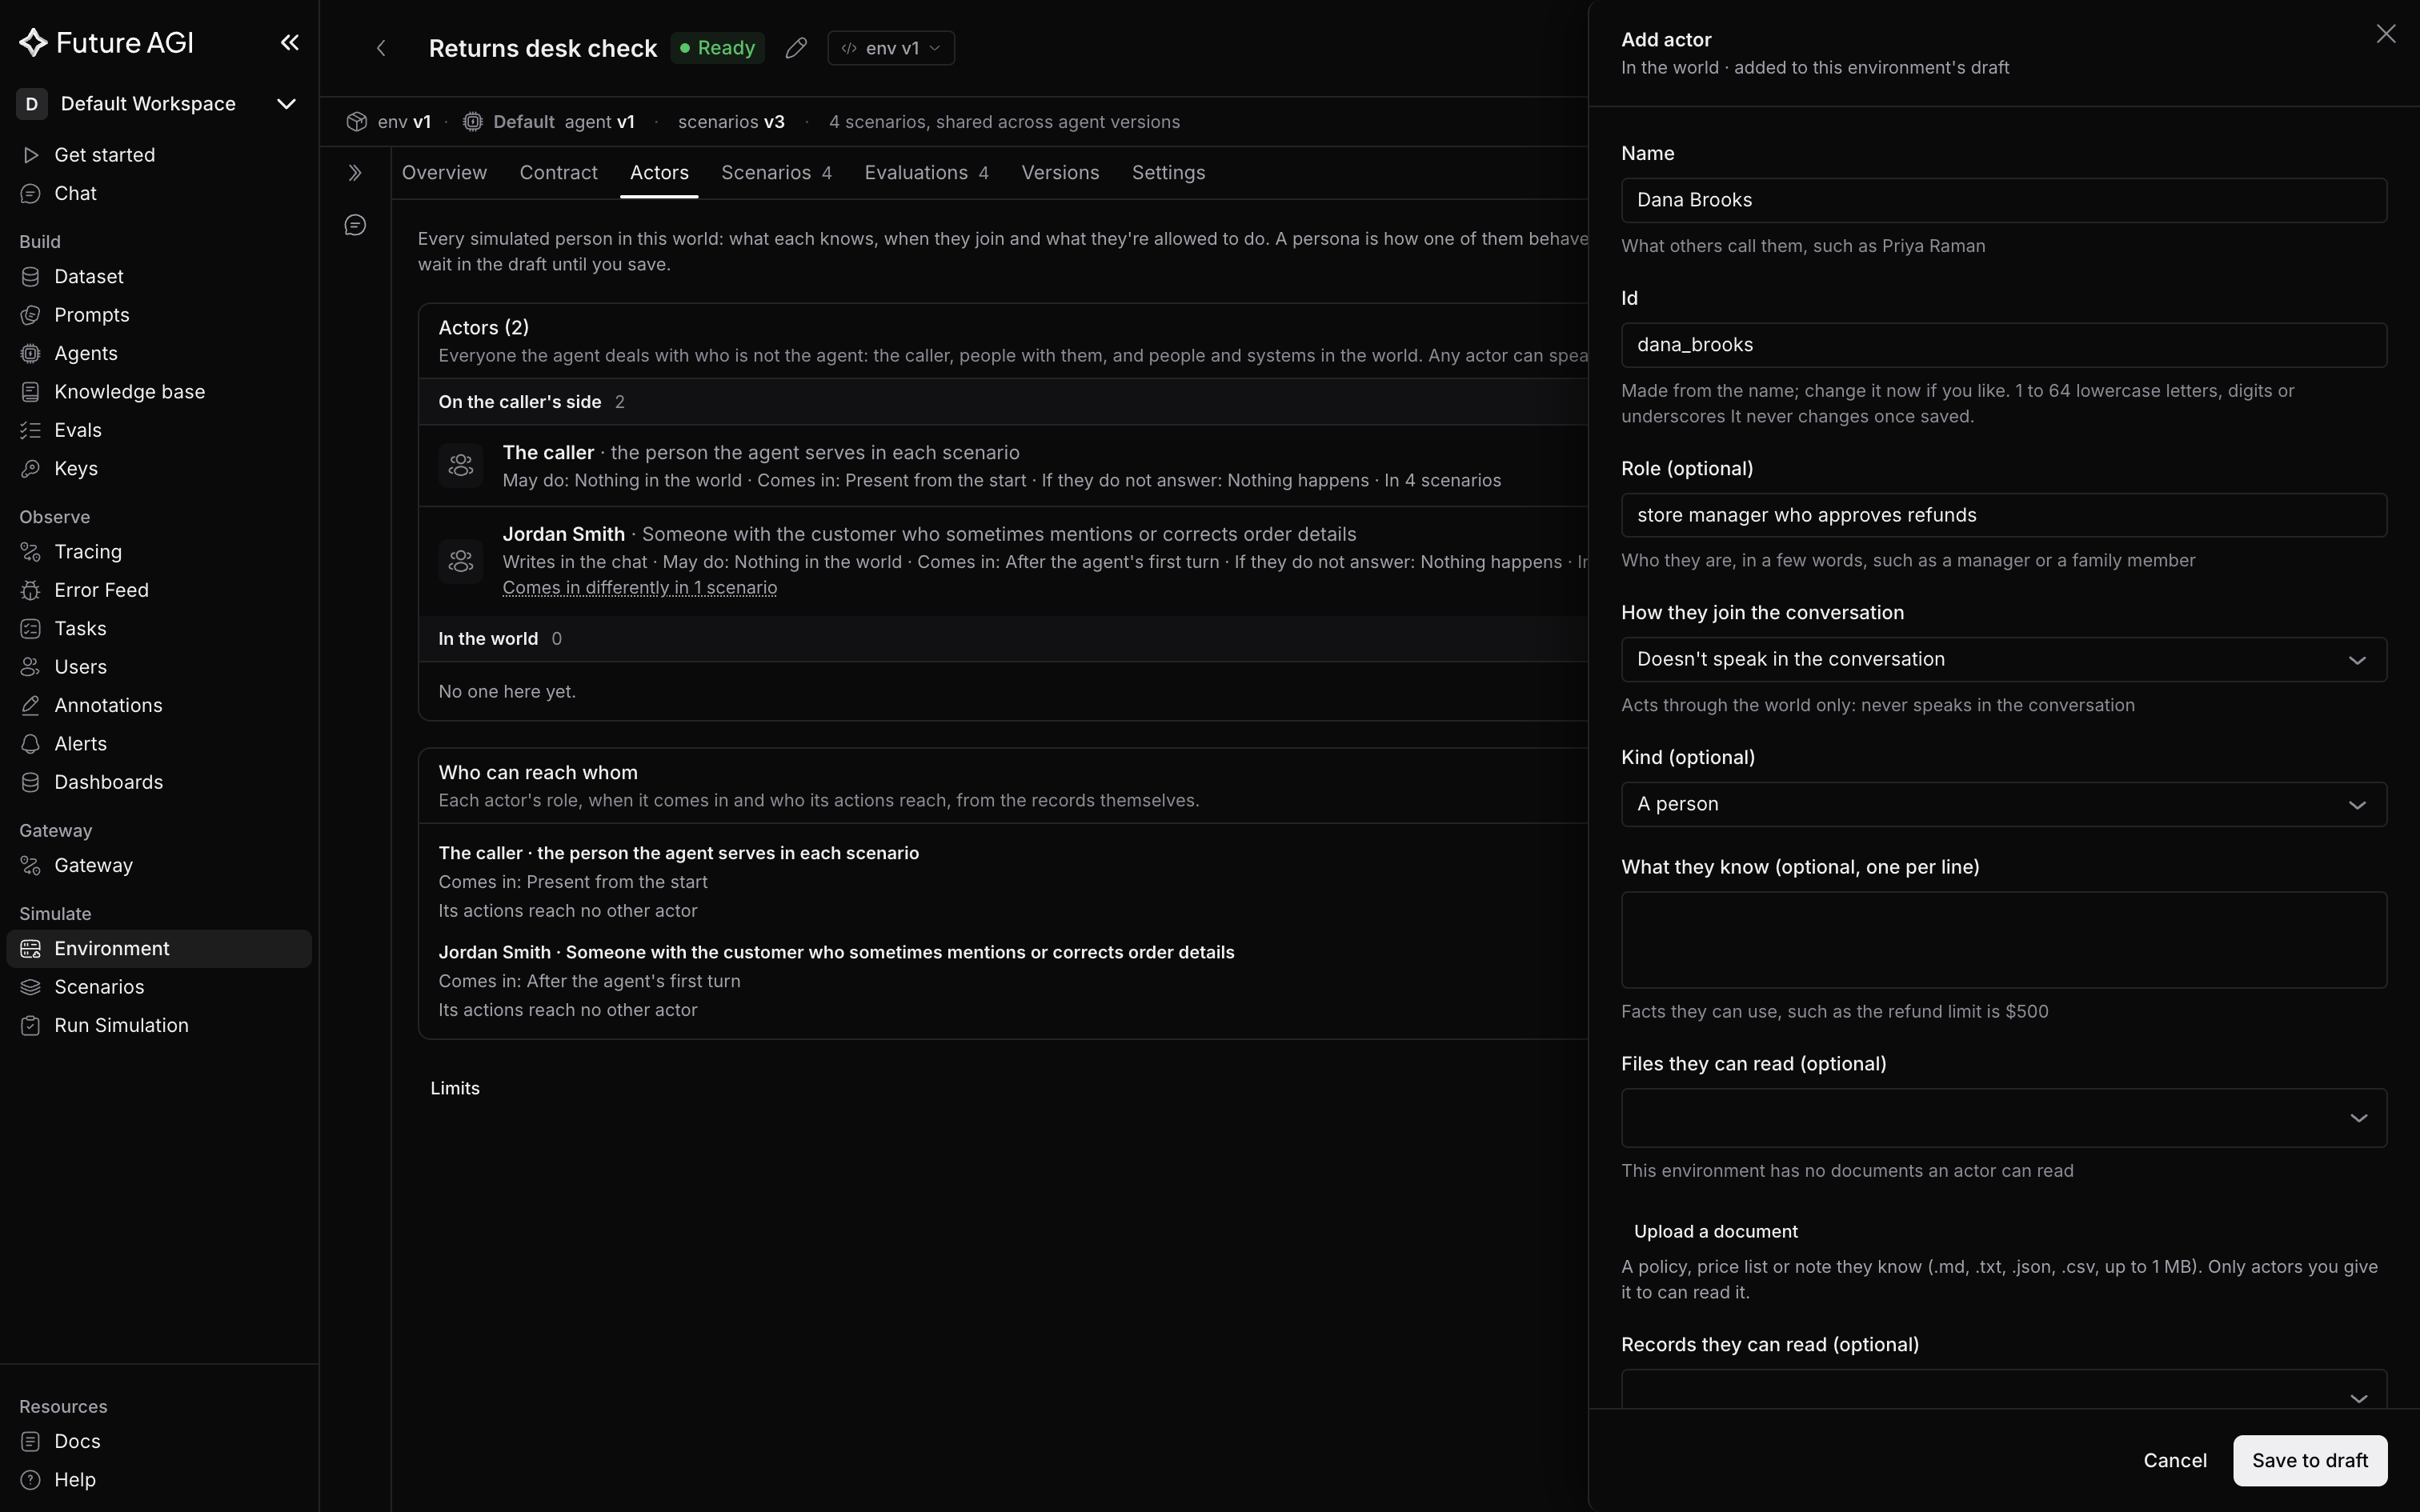 Future AGI
D Default Workspace
Get started
Chat
Build
Dataset
Prompts
Agents
Knowledge base
Evals
Keys
Observe
Tracing
Error Feed
Tasks
Users
Annotations
Alerts
Dashboards
Gateway
Gateway
Simulate
Environment
Scenarios
Run Simulation
Resources
Docs
Help
Returns desk check Ready env v1
env v1 · Default agent v1 · scenarios v3 · 4 scenarios, shared across agent versions
Overview Contract Actors Scenarios 4 Evaluations 4 Versions Settings
Every simulated person in this world: what each knows, when they join and what they're allowed to do. A persona is how one of them behave
wait in the draft until you save.
Actors (2)
Everyone the agent deals with who is not the agent: the caller, people with them, and people and systems in the world. Any actor can spea
On the caller's side 2
The caller · the person the agent serves in each scenario
May do: Nothing in the world · Comes in: Present from the start · If they do not answer: Nothing happens · In 4 scenarios
Jordan Smith · Someone with the customer who sometimes mentions or corrects order details
Writes in the chat · May do: Nothing in the world · Comes in: After the agent's first turn · If they do not answer: Nothing happens · In
Comes in differently in 1 scenario
In the world 0
No one here yet.
Who can reach whom
Each actor's role, when it comes in and who its actions reach, from the records themselves.
The caller · the person the agent serves in each scenario
Comes in: Present from the start
Its actions reach no other actor
Jordan Smith · Someone with the customer who sometimes mentions or corrects order details
Comes in: After the agent's first turn
Its actions reach no other actor
Limits
Add actor
In the world · added to this environment's draft
Name
Dana Brooks
What others call them, such as Priya Raman
Id
dana_brooks
Made from the name; change it now if you like. 1 to 64 lowercase letters, digits or
underscores It never changes once saved.
Role (optional)
store manager who approves refunds
Who they are, in a few words, such as a manager or a family member
How they join the conversation
Doesn't speak in the conversation
Acts through the world only: never speaks in the conversation
Kind (optional)
A person
What they know (optional, one per line)
Facts they can use, such as the refund limit is $500
Files they can read (optional)
This environment has no documents an actor can read
Upload a document
A policy, price list or note they know (.md, .txt, .json, .csv, up to 1 MB). Only actors you give
it to can read it.
Records they can read (optional)
Cancel Save to draft